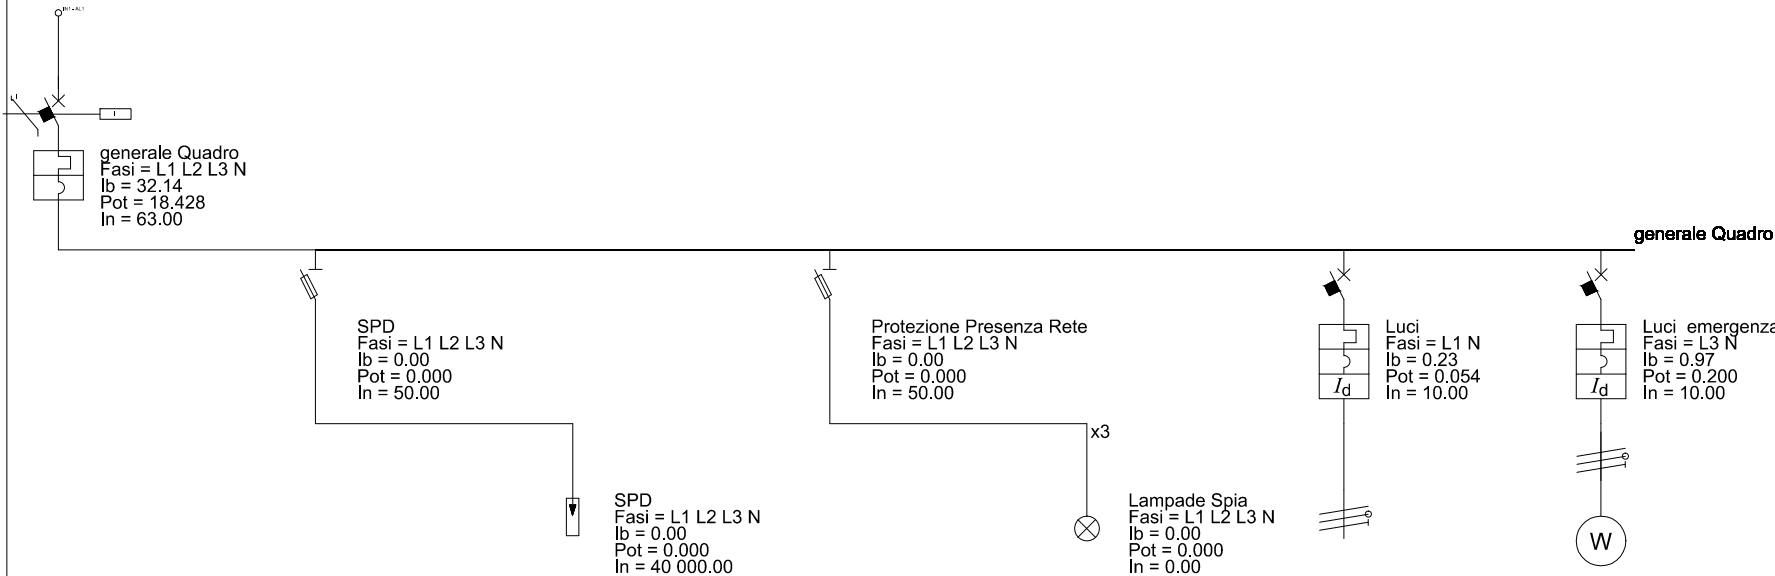 generale Quadro
Fasi = L1 L2 L3 N
Ib = 32.14
Pot = 18.428
In = 63.00
generale Quadro
SPD
Fasi = L1 L2 L3 N
Ib = 0.00
Pot = 0.000
In = 50.00
Protezione Presenza Rete
Fasi = L1 L2 L3 N
Ib = 0.00
Pot = 0.000
In = 50.00
Luci
Fasi = L1 N
Ib = 0.23
Pot = 0.054
In = 10.00
Id
Luci emergenza
Fasi = L3 N
Ib = 0.97
Pot = 0.200
In = 10.00
Id
x3
SPD
Fasi = L1 L2 L3 N
Ib = 0.00
Pot = 0.000
In = 40 000.00
Lampade Spia
Fasi = L1 L2 L3 N
Ib = 0.00
Pot = 0.000
In = 0.00
W